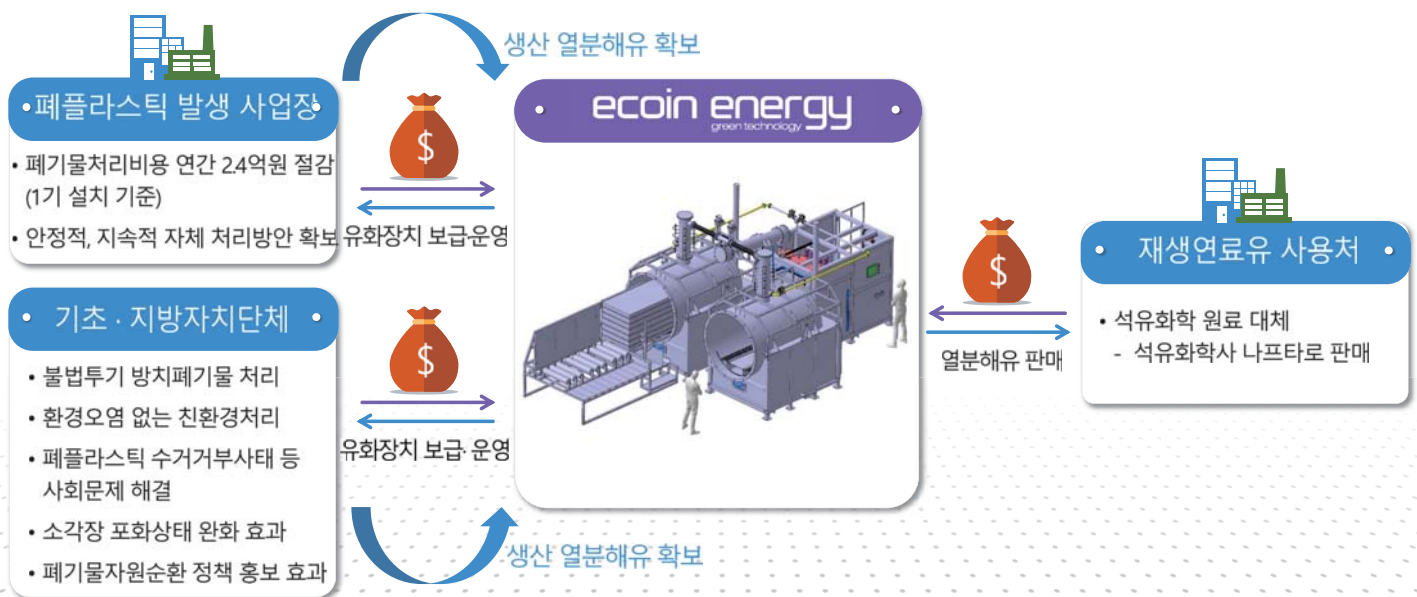 생산 열분해유 확보
폐플라스틱 발생 사업장
• 폐기물처리비용 연간 2.4억원 절감
(1기 설치 기준)
• 안정적, 지속적 자체 처리방안 확보
$
유화장치 보급·운영
기초 · 지방자치단체
• 불법투기 방치폐기물 처리
• 환경오염 없는 친환경처리
• 폐플라스틱 수거거부사태 등
사회문제 해결
• 소각장 포화상태 완화 효과
• 폐기물자원순환 정책 홍보 효과
$
유화장치 보급· 운영
생산 열분해유 확보
ecoin energy
green technology
$
열분해유 판매
재생연료유 사용처
• 석유화학 원료 대체
- 석유화학사 나프타로 판매